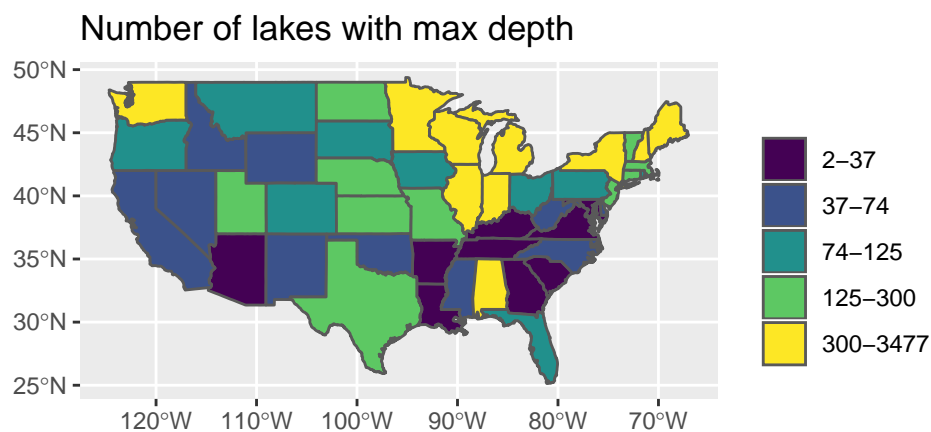 Number of lakes with max depth
50°N
45°N
40°N
35°N
30°N
25°N
120°W 110°W 100°W 90°W 80°W 70°W
2–37
37–74
74–125
125–300
300–3477